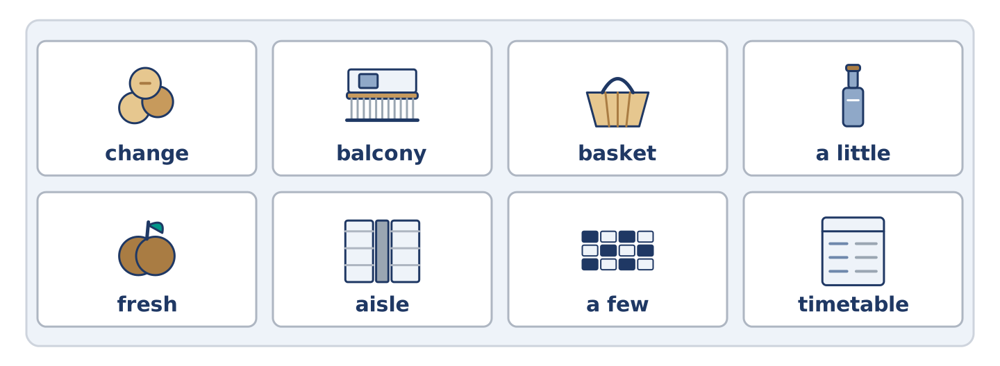 change
balcony
basket
a little
fresh
aisle
a few
timetable